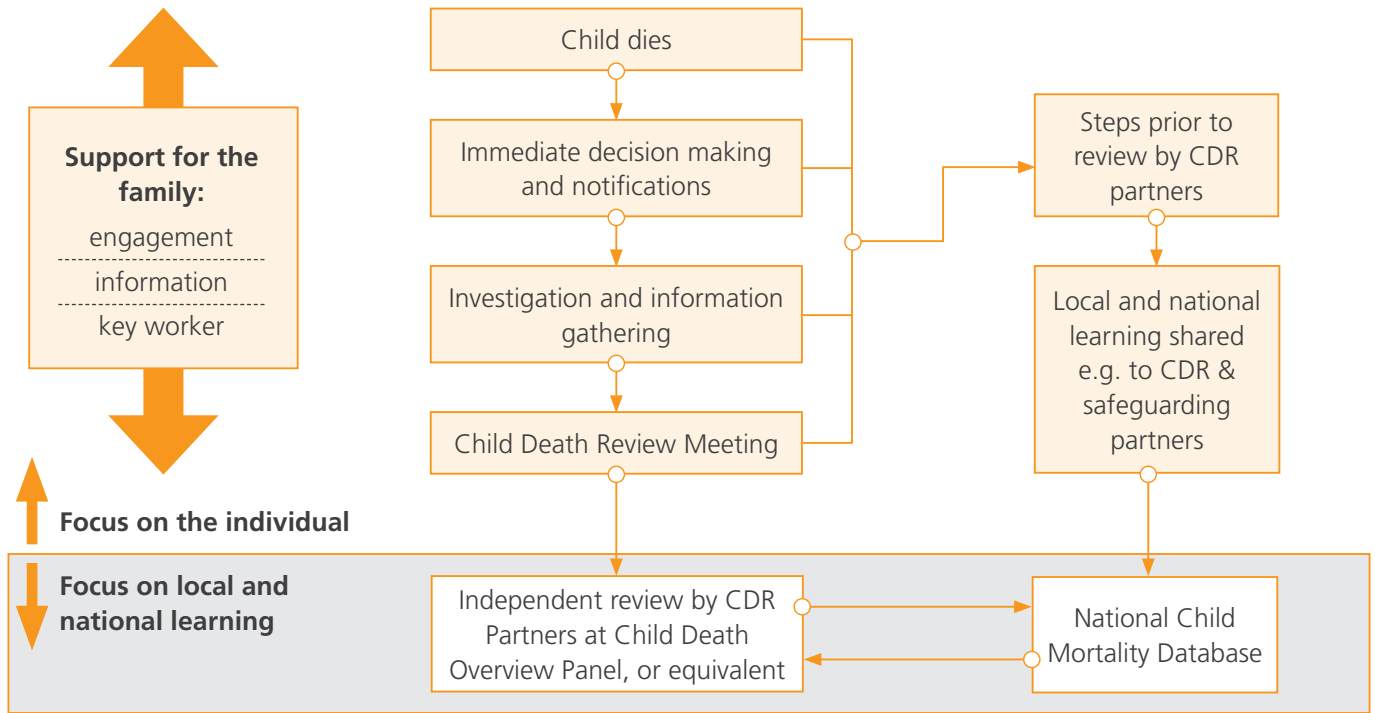 Support for the
family:
engagement
information
key worker
Focus on the individual
Focus on local and
national learning
Child dies
Immediate decision making
and notifications
Investigation and information
gathering
Child Death Review Meeting
Independent review by CDR
Partners at Child Death
Overview Panel, or equivalent
Steps prior to
review by CDR
partners
Local and national
learning shared
e.g. to CDR &
safeguarding
partners
National Child
Mortality Database